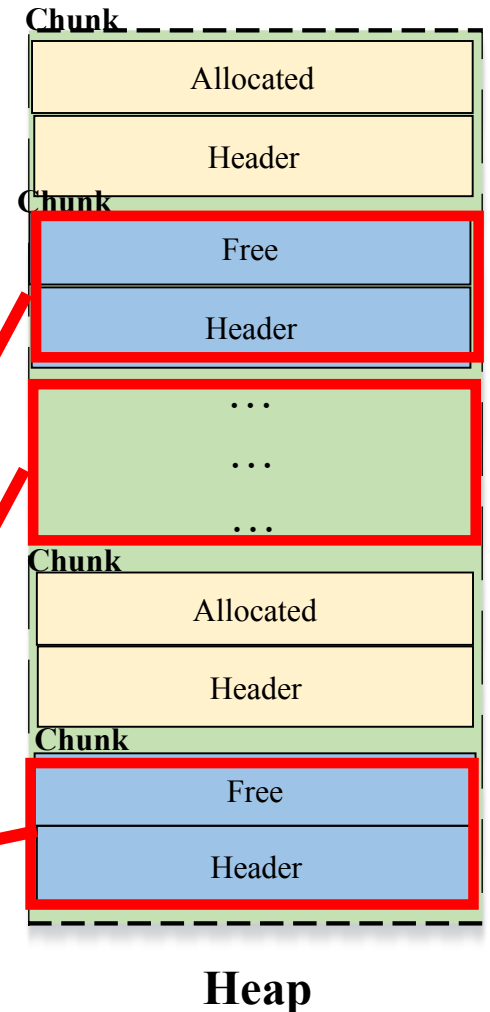 Chunk
Allocated
Header
Chunk
Free
Header
...
...
...
Chunk
Allocated
Header
Chunk
Free
Header
Heap